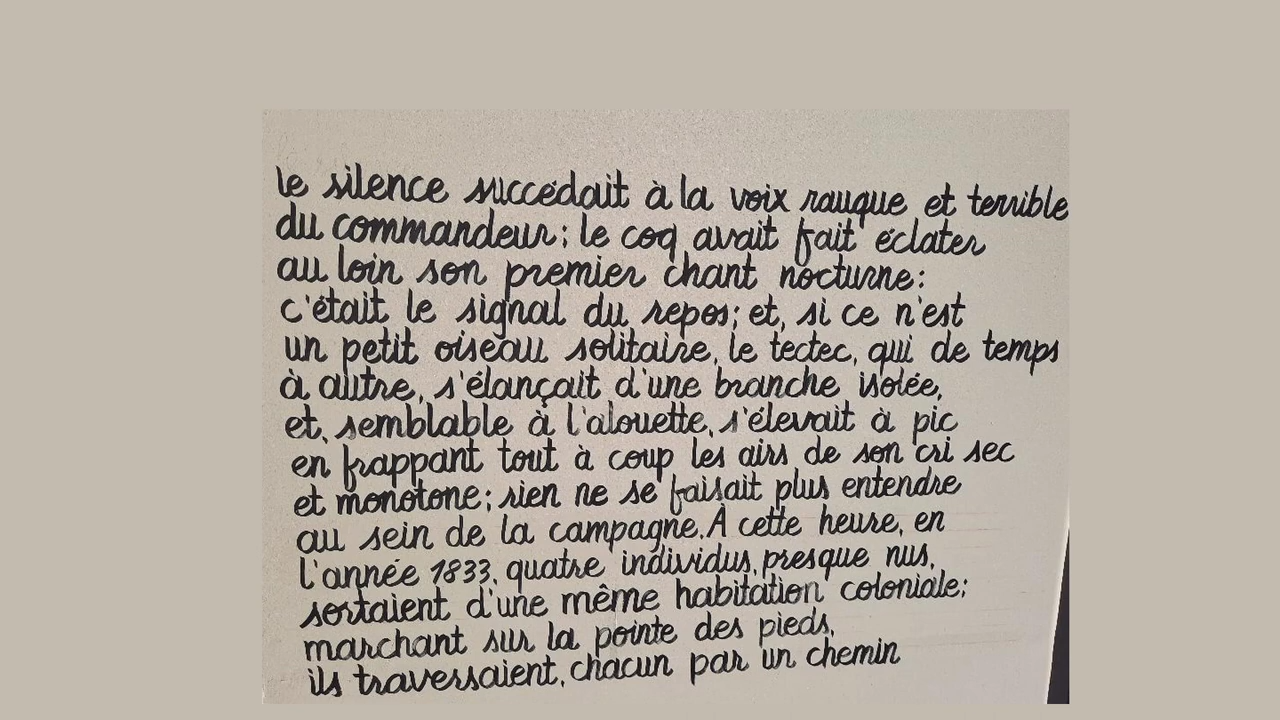 le silence succédait à la voix rauque et terrible
du commandeur; le coq avait fait éclater
au loin son premier chant nocturne:
c'était le signal du repos; et, si ce n'est
un petit oiseau solitaire, le tectec, qui de temps
à autre, s'élançait d'une branche isolée,
et, semblable à l'alouette, s'élevait à pic
en frappant tout à coup les airs de son cri sec
et monotone; rien ne se faisait plus entendre
au sein de la campagne. À cette heure, en
l'année 1833, quatre individus, presque nus,
sortaient d'une même habitation coloniale;
marchant sur la pointe des pieds,
ils traversaient, chacun par un chemin